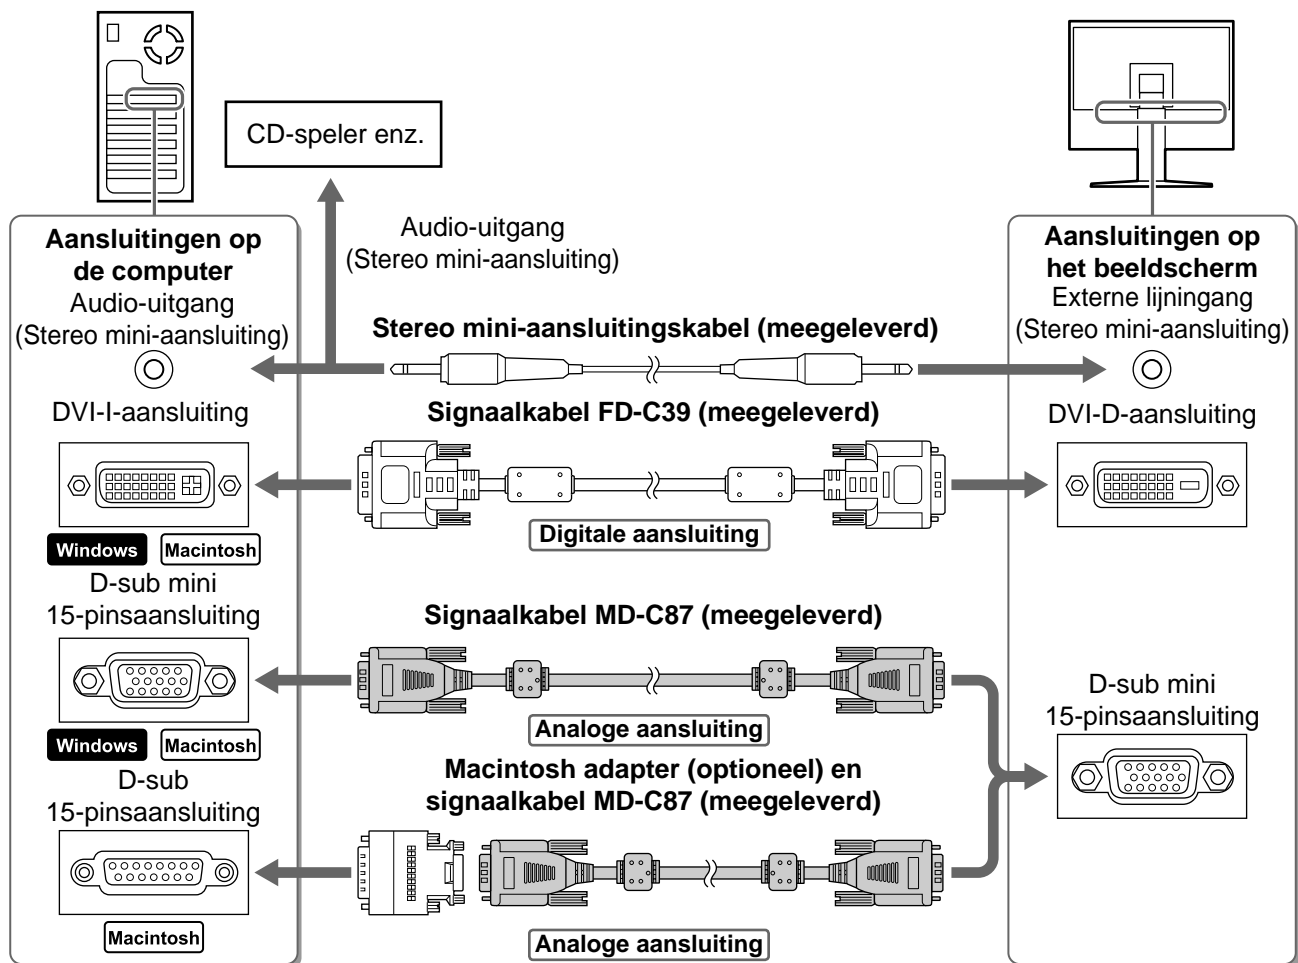 CD-speler enz.
Audio-uitgang
(Stereo mini-aansluiting)
Aansluitingen op
de computer
Audio-uitgang
(Stereo mini-aansluiting)
Aansluitingen op
het beeldscherm
Externe lijningang
(Stereo mini-aansluiting)
Stereo mini-aansluitingskabel (meegeleverd)
DVI-I-aansluiting
Signaalkabel FD-C39 (meegeleverd)
DVI-D-aansluiting
Digitale aansluiting
Windows
Macintosh
D-sub mini
15-pinsaansluiting
Signaalkabel MD-C87 (meegeleverd)
Analoge aansluiting
D-sub mini
15-pinsaansluiting
Windows
Macintosh
D-sub
15-pinsaansluiting
Macintosh adapter (optioneel) en
signaalkabel MD-C87 (meegeleverd)
Macintosh
Analoge aansluiting